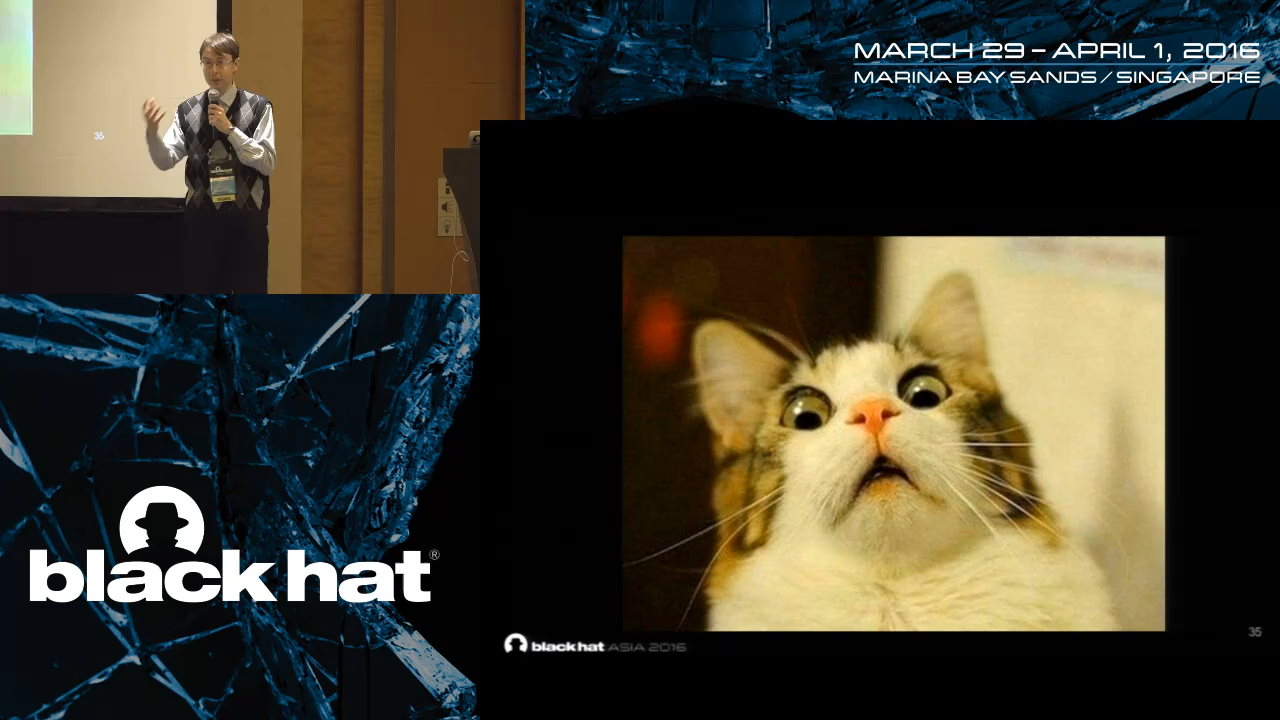 35
MARCH 29 – APRIL 1, 2016
MARINA BAY SANDS / SINGAPORE
black hat®
black hat ASIA 2016
35